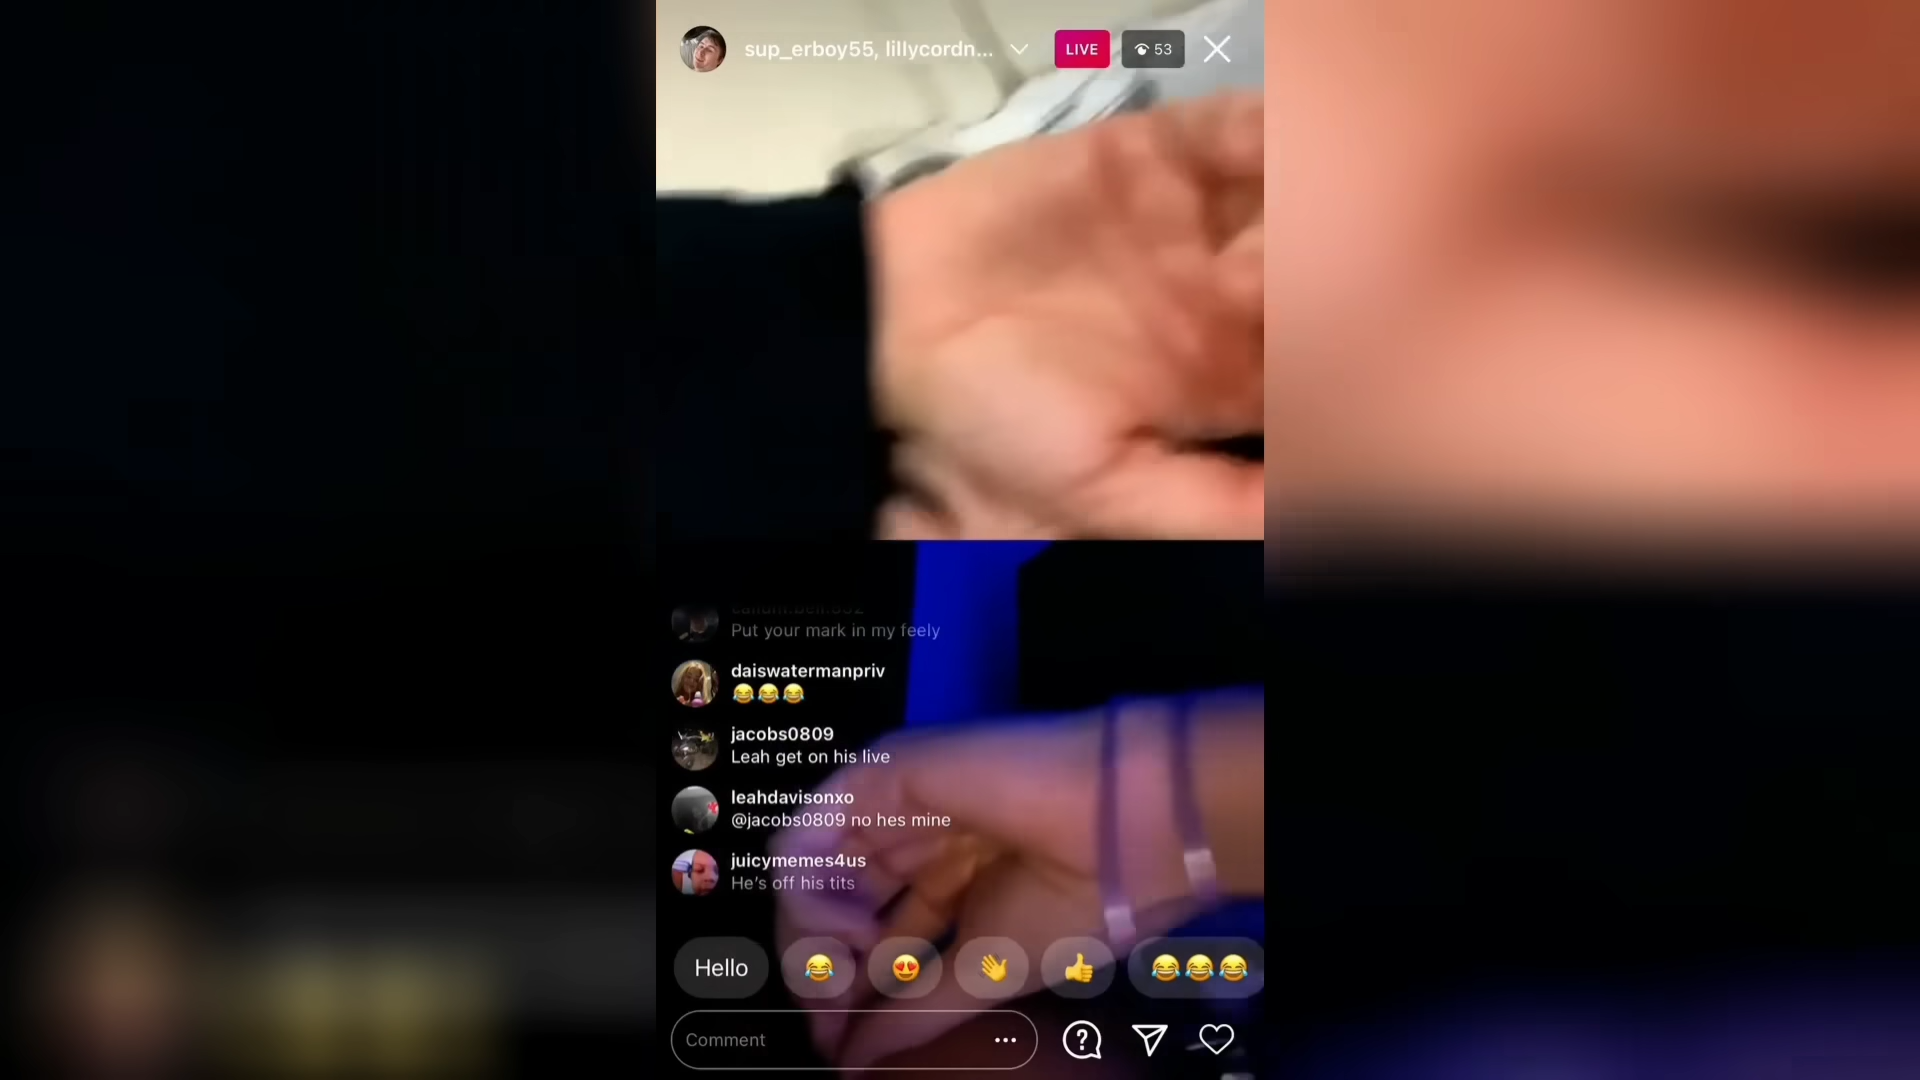 sup_erboy55, lillycordn...
LIVE
53
Put your mark in my feely
daiswatermanpriv
😂😂😂
jacobs0809
Leah get on his live
leahdavisonxo
@jacobs0809 no hes mine
juicymemes4us
He's off his tits
Hello
😂 😍 👋 👍 😂😂😂
Comment